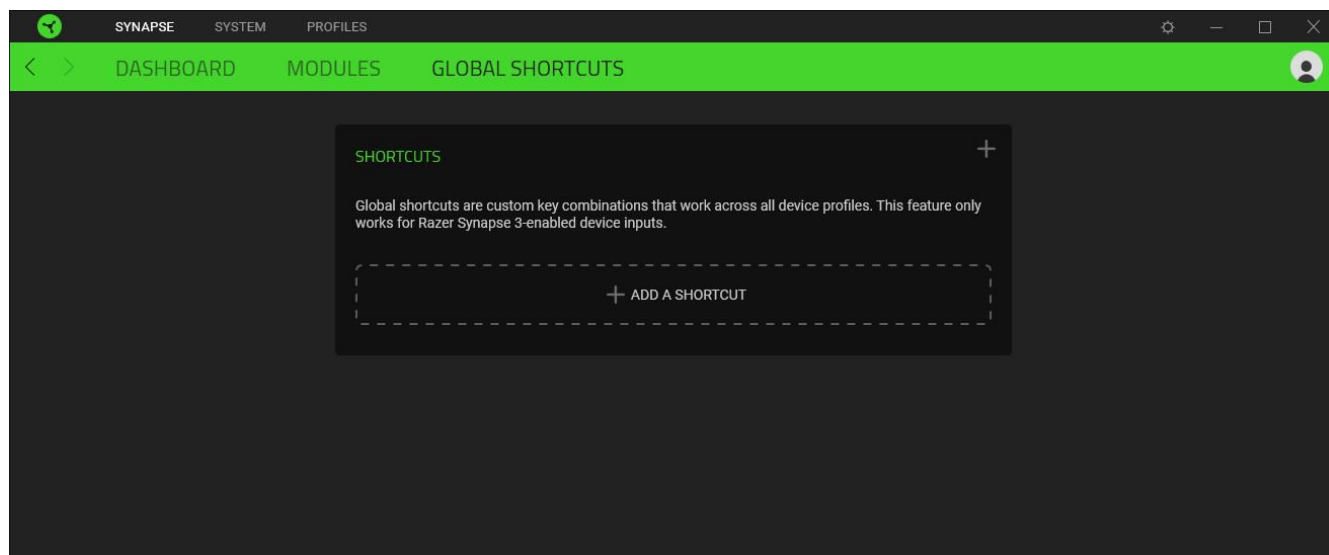 SYNAPSE SYSTEM PROFILES
DASHBOARD MODULES GLOBAL SHORTCUTS
SHORTCUTS
Global shortcuts are custom key combinations that work across all device profiles. This feature only
works for Razer Synapse 3-enabled device inputs.
ADD A SHORTCUT